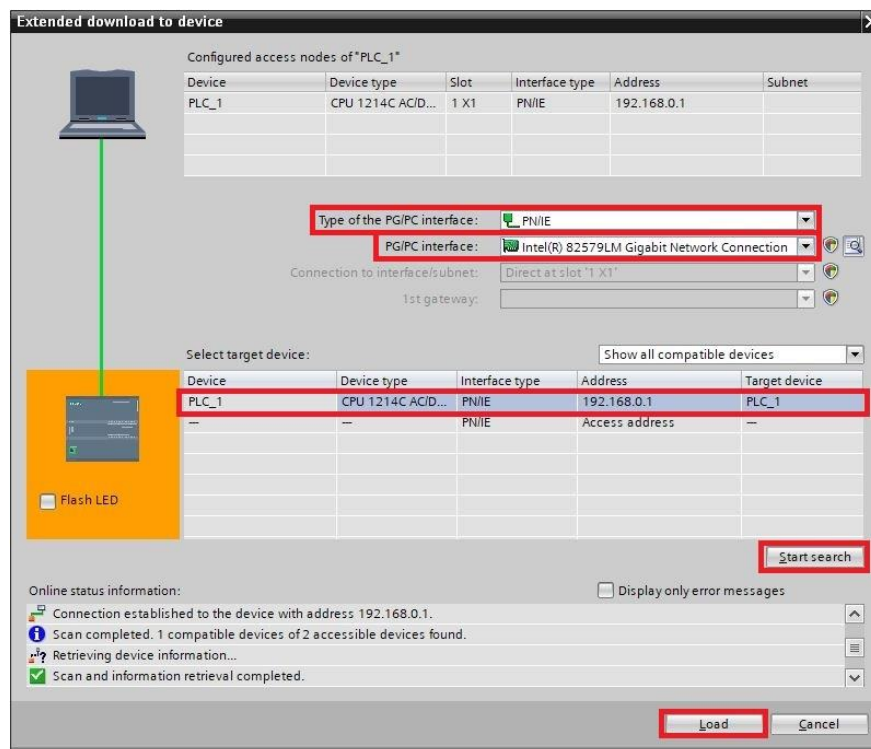 Extended download to device
Configured access nodes of "PLC_1"
Device Device type Slot Interface type Address Subnet
PLC_1 CPU 1214C AC/D... 1 X1 PN/IE 192.168.0.1
Type of the PG/PC interface: PN/IE
PG/PC interface: Intel(R) 82579LM Gigabit Network Connection
Connection to interface/subnet: Direct at slot '1 X1'
1st gateway:
Select target device: Show all compatible devices
Device Device type Interface type Address Target device
PLC_1 CPU 1214C AC/D... PN/IE 192.168.0.1 PLC_1
— — PN/IE Access address —
Flash LED
Start search
Online status information: Display only error messages
Connection established to the device with address 192.168.0.1.
Scan completed. 1 compatible devices of 2 accessible devices found.
Retrieving device information...
Scan and information retrieval completed.
Load Cancel